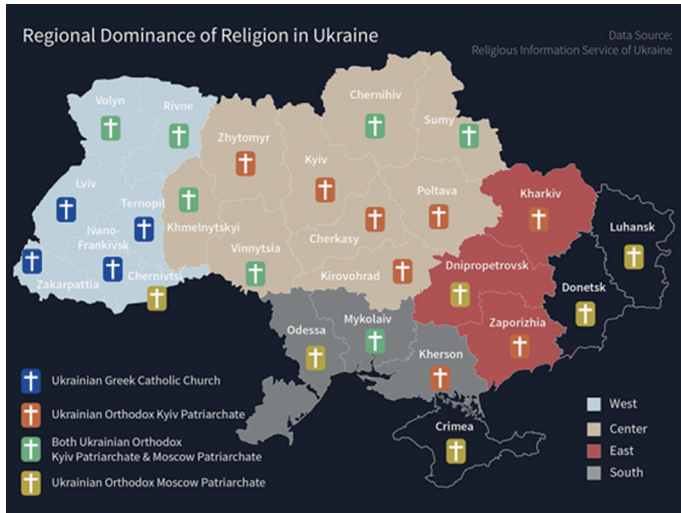 Regional Dominance of Religion in Ukraine
Data Source:
Religious Information Service of Ukraine
Volyn
Rivne
Chernihiv
Sumy
Zhytomyr
Kyiv
Lviv
Ternopil
Khmelnytskyi
Poltava
Kharkiv
Luhansk
Ivano-
Frankivsk
Cherkasy
Vinnytsia
Kirovohrad
Zakarpattia
Chernivtsi
Dnipropetrovsk
Donetsk
Odessa
Mykolaiv
Zaporizhia
Kherson
Crimea
Ukrainian Greek Catholic Church
Ukrainian Orthodox Kyiv Patriarchate
Both Ukrainian Orthodox
Kyiv Patriarchate & Moscow Patriarchate
Ukrainian Orthodox Moscow Patriarchate
West
Center
East
South